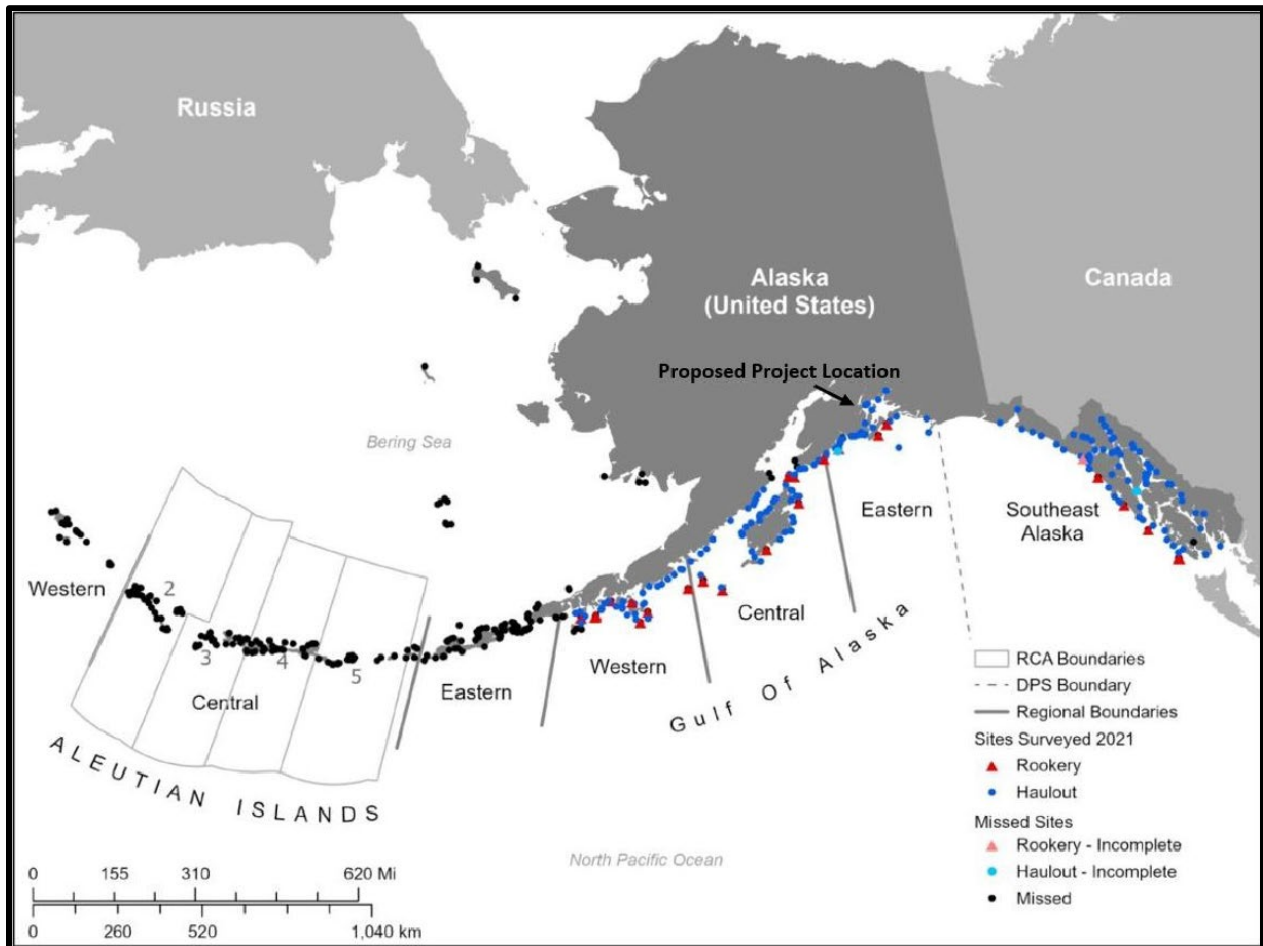 Russia
Alaska
(United States)
Canada
Proposed Project Location
Bering Sea
Eastern
Southeast
Alaska
Western
2
3
4
5
Central
Eastern
Western
Central
Gulf Of Alaska
ALEUTIAN ISLANDS
North Pacific Ocean
RCA Boundaries
DPS Boundary
Regional Boundaries
Sites Surveyed 2021
Rookery
Haulout
Missed Sites
Rookery - Incomplete
Haulout - Incomplete
Missed
0 155 310 620 Mi
0 260 520 1,040 km